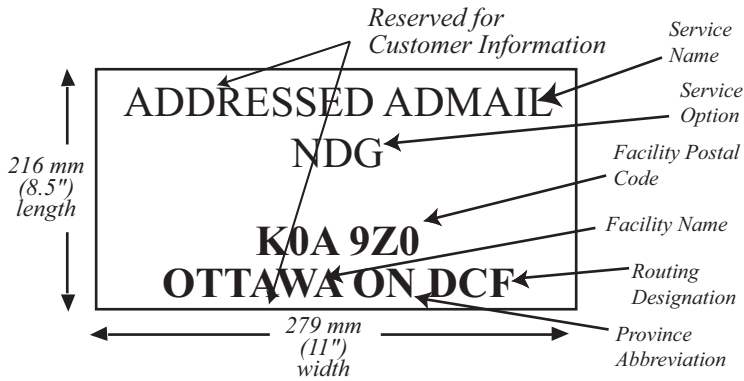 Reserved for
Customer Information
Service
Name
ADDRESSED ADMAIL
Service
Option
NDG
216 mm
(8.5")
length
Facility Postal
Code
K0A 9Z0
Facility Name
OTTAWA ON DCF
Routing
Designation
279 mm
(11")
width
Province
Abbreviation